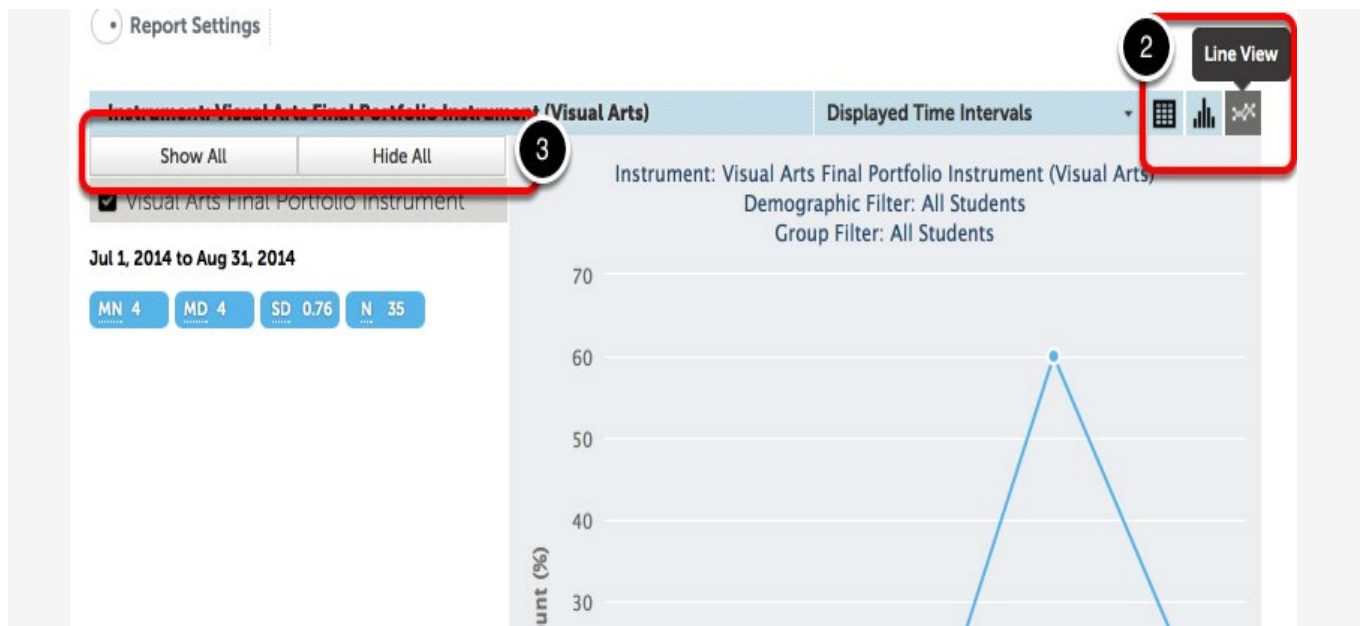 Report Settings
2
Line View
Instrument: Visual Arts Final Portfolio Instrument (Visual Arts)
Displayed Time Intervals
Show All
Hide All
3
Visual Arts Final Portfolio Instrument
Jul 1, 2014 to Aug 31, 2014
MN 4 MD 4 SD 0.76 N 35
Instrument: Visual Arts Final Portfolio Instrument (Visual Arts)
Demographic Filter: All Students
Group Filter: All Students
70
60
50
40
30
(%)